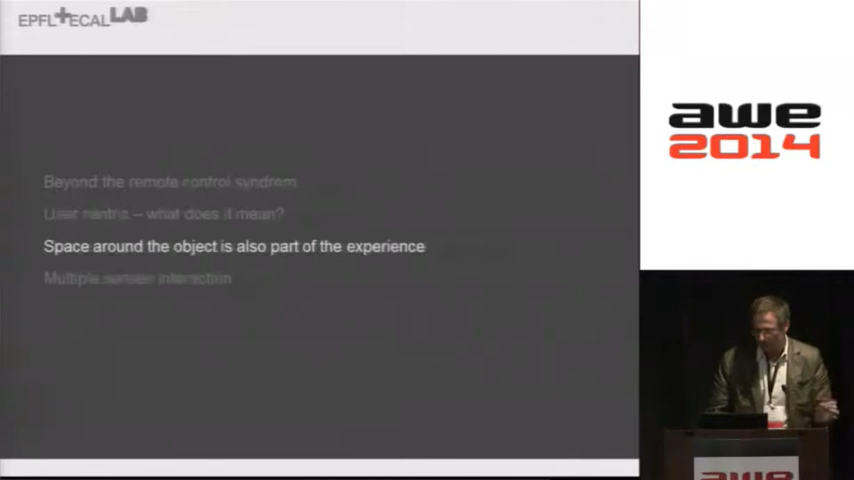 EPFL+ECAL LAB
awe
2014
Beyond the remote control syndrom
User centric – what does it mean?
Space around the object is also part of the experience
Multiple senses interaction
awe